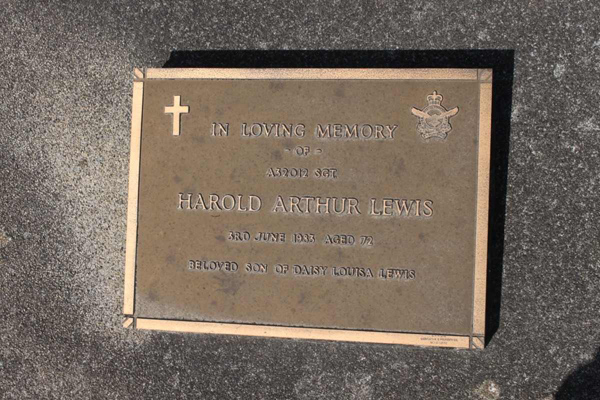 IN LOVING MEMORY
- OF -
A32012 SGT.
HAROLD ARTHUR LEWIS
3RD JUNE 1983 AGED 72
BELOVED SON OF DAISY LOUISA LEWIS